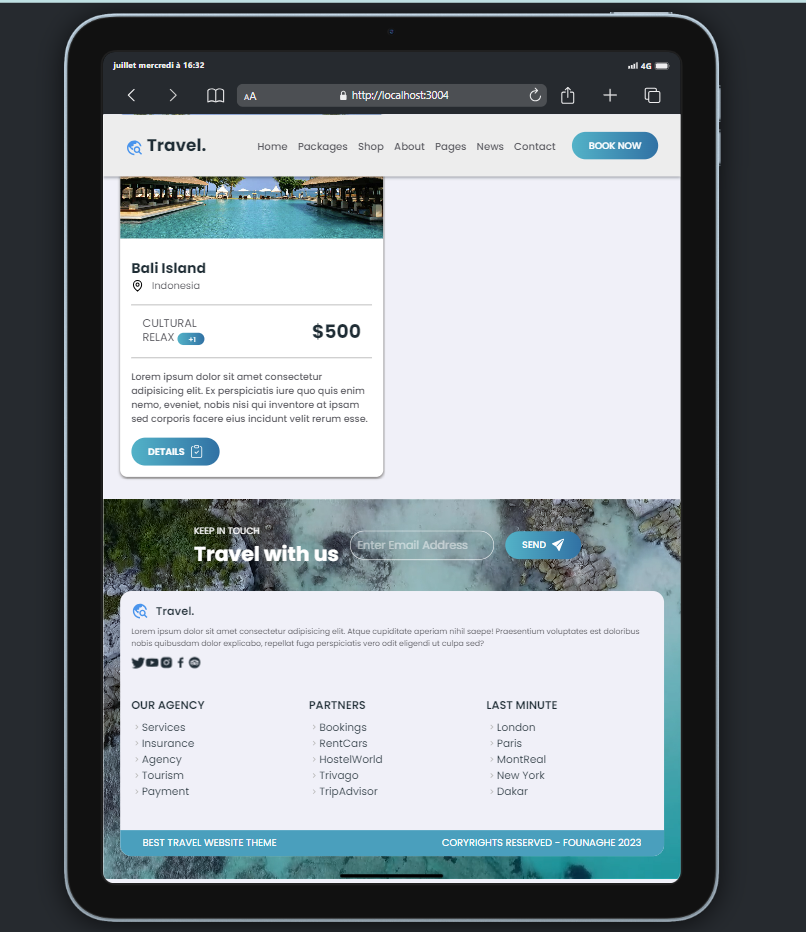 juillet mercredi à 16:32
4G
AA
http://localhost:3004
Travel.
Home Packages Shop About Pages News Contact
BOOK NOW
Bali Island
Indonesia
CULTURAL
RELAX +1
$500
Lorem ipsum dolor sit amet consectetur
adipisicing elit. Ex perspiciatis iure quo quis enim
nemo, eveniet, nobis nisi qui inventore at ipsam
sed corporis facere eius incidunt velit rerum esse.
DETAILS
KEEP IN TOUCH
Travel with us
Enter Email Address
SEND
Travel.
Lorem ipsum dolor sit amet consectetur adipisicing elit. Atque cupiditate aperiam nihil saepe! Praesentium voluptates est doloribus
nobis quibusdam dolor explicabo, repellat fuga perspiciatis vero odit eligendi ut culpa sed?
OUR AGENCY
› Services
› Insurance
› Agency
› Tourism
› Payment
PARTNERS
› Bookings
› RentCars
› HostelWorld
› Trivago
› TripAdvisor
LAST MINUTE
› London
› Paris
› MontReal
› New York
› Dakar
BEST TRAVEL WEBSITE THEME
CORYRIGHTS RESERVED - FOUNAGHE 2023